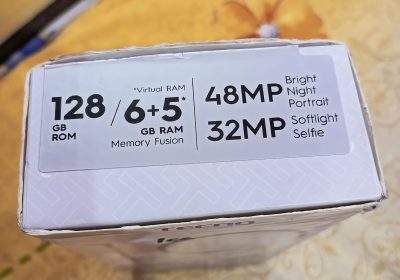 128
GB
ROM
/
*Virtual RAM
6+5*
GB RAM
Memory Fusion
48MP
Bright
Night
Portrait
32MP
Softlight
Selfie